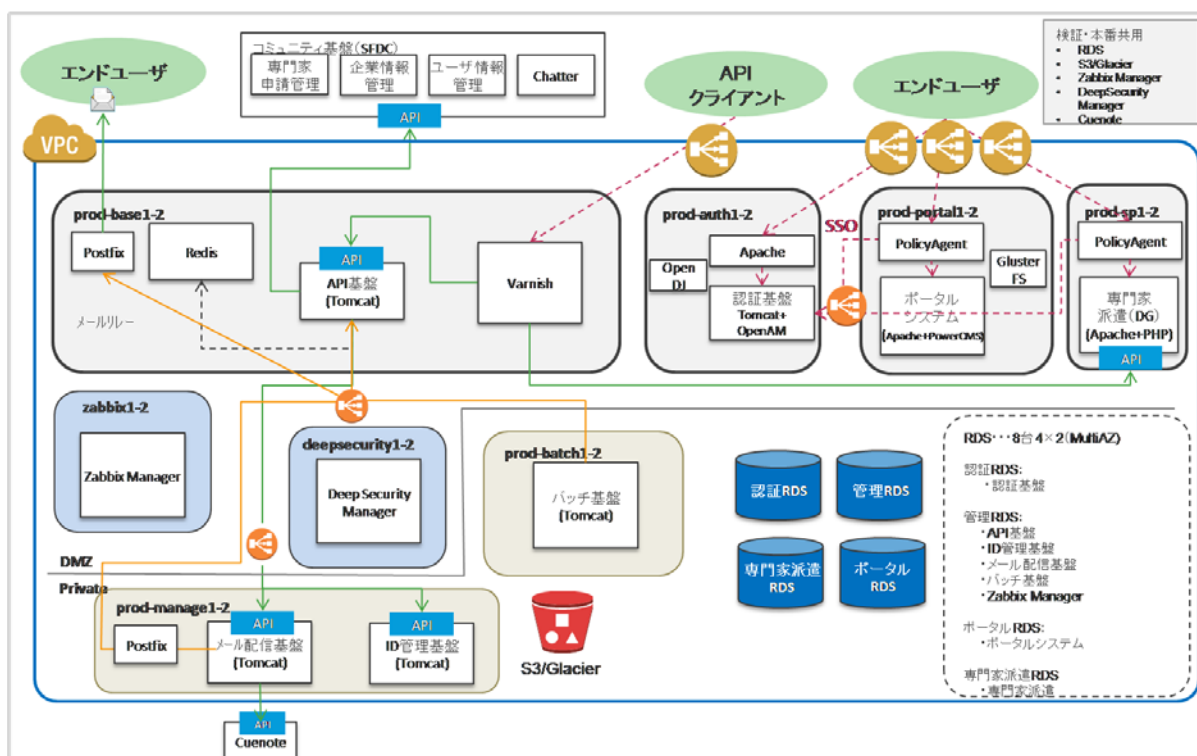 コミュニティ基盤(SFDC)
専門家
申請管理
企業情報
管理
ユーザ情報
管理
Chatter
API
エンドユーザ
API
クライアント
エンドユーザ
検証・本番共用
• RDS
• S3/Glacier
• Zabbix Manager
• DeepSecurity
Manager
• Cuenote
VPC
prod-base1-2
Postfix
Redis
API
API基盤
(Tomcat)
Varnish
メールリレー
prod-auth1-2
Apache
Open
DJ
認証基盤
Tomcat+
OpenAM
SSO
prod-portal1-2
PolicyAgent
Gluster
FS
ポータル
システム
(Apache+PowerCMS)
prod-sp1-2
PolicyAgent
専門家
派遣(DG)
(Apache+PHP)
API
zabbix1-2
Zabbix Manager
deepsecurity1-2
Deep Security
Manager
prod-batch1-2
バッチ基盤
(Tomcat)
認証RDS
管理RDS
専門家派遣
RDS
ポータル
RDS
RDS・・・8台4×2(MultiAZ)
認証RDS:
・認証基盤
管理RDS:
・API基盤
・ID管理基盤
・メール配信基盤
・バッチ基盤
・Zabbix Manager
ポータルRDS:
・ポータルシステム
専門家派遣RDS
・専門家派遣
DMZ
Private
prod-manage1-2
Postfix
API
メール配信基盤
(Tomcat)
API
ID管理基盤
(Tomcat)
S3/Glacier
API
Cuenote